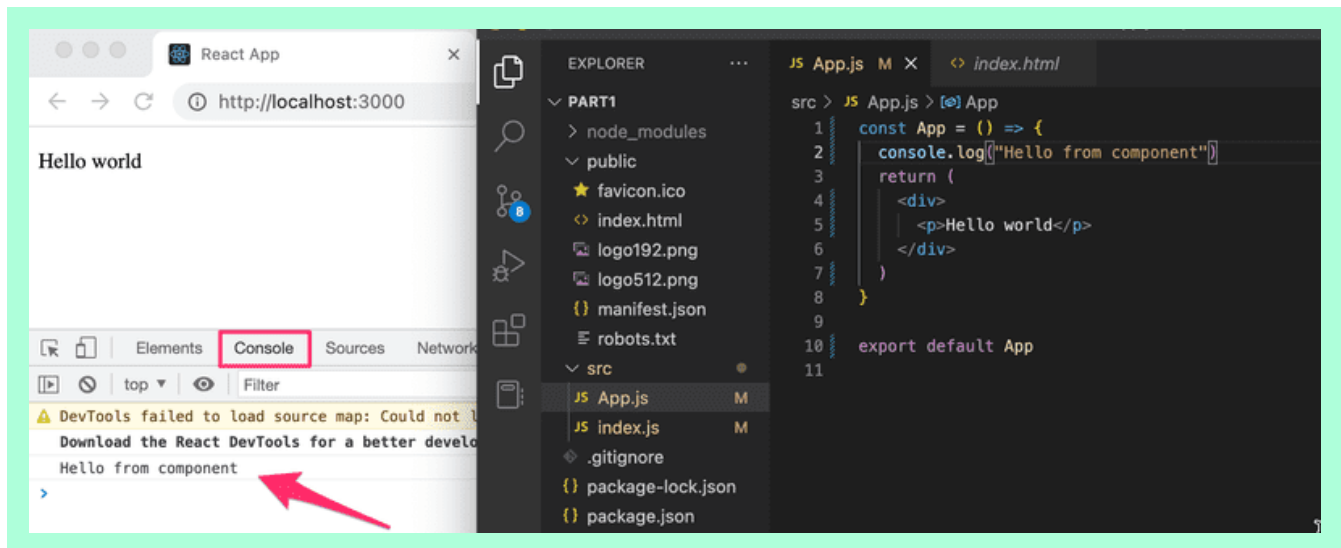 React App
http://localhost:3000
Hello world
Elements Console Sources Network
top Filter
DevTools failed to load source map: Could not l
Download the React DevTools for a better develo
Hello from component
>
EXPLORER ...
PART1
node_modules
public
favicon.ico
index.html
logo192.png
logo512.png
{} manifest.json
robots.txt
src
JS App.js M
JS index.js M
.gitignore
{} package-lock.json
{} package.json
8
JS App.js M × <> index.html
src > JS App.js > App
1 const App = () => {
2 console.log("Hello from component")
3 return (
4 <div>
5 <p>Hello world</p>
6 </div>
7 )
8 }
9
10 export default App
11